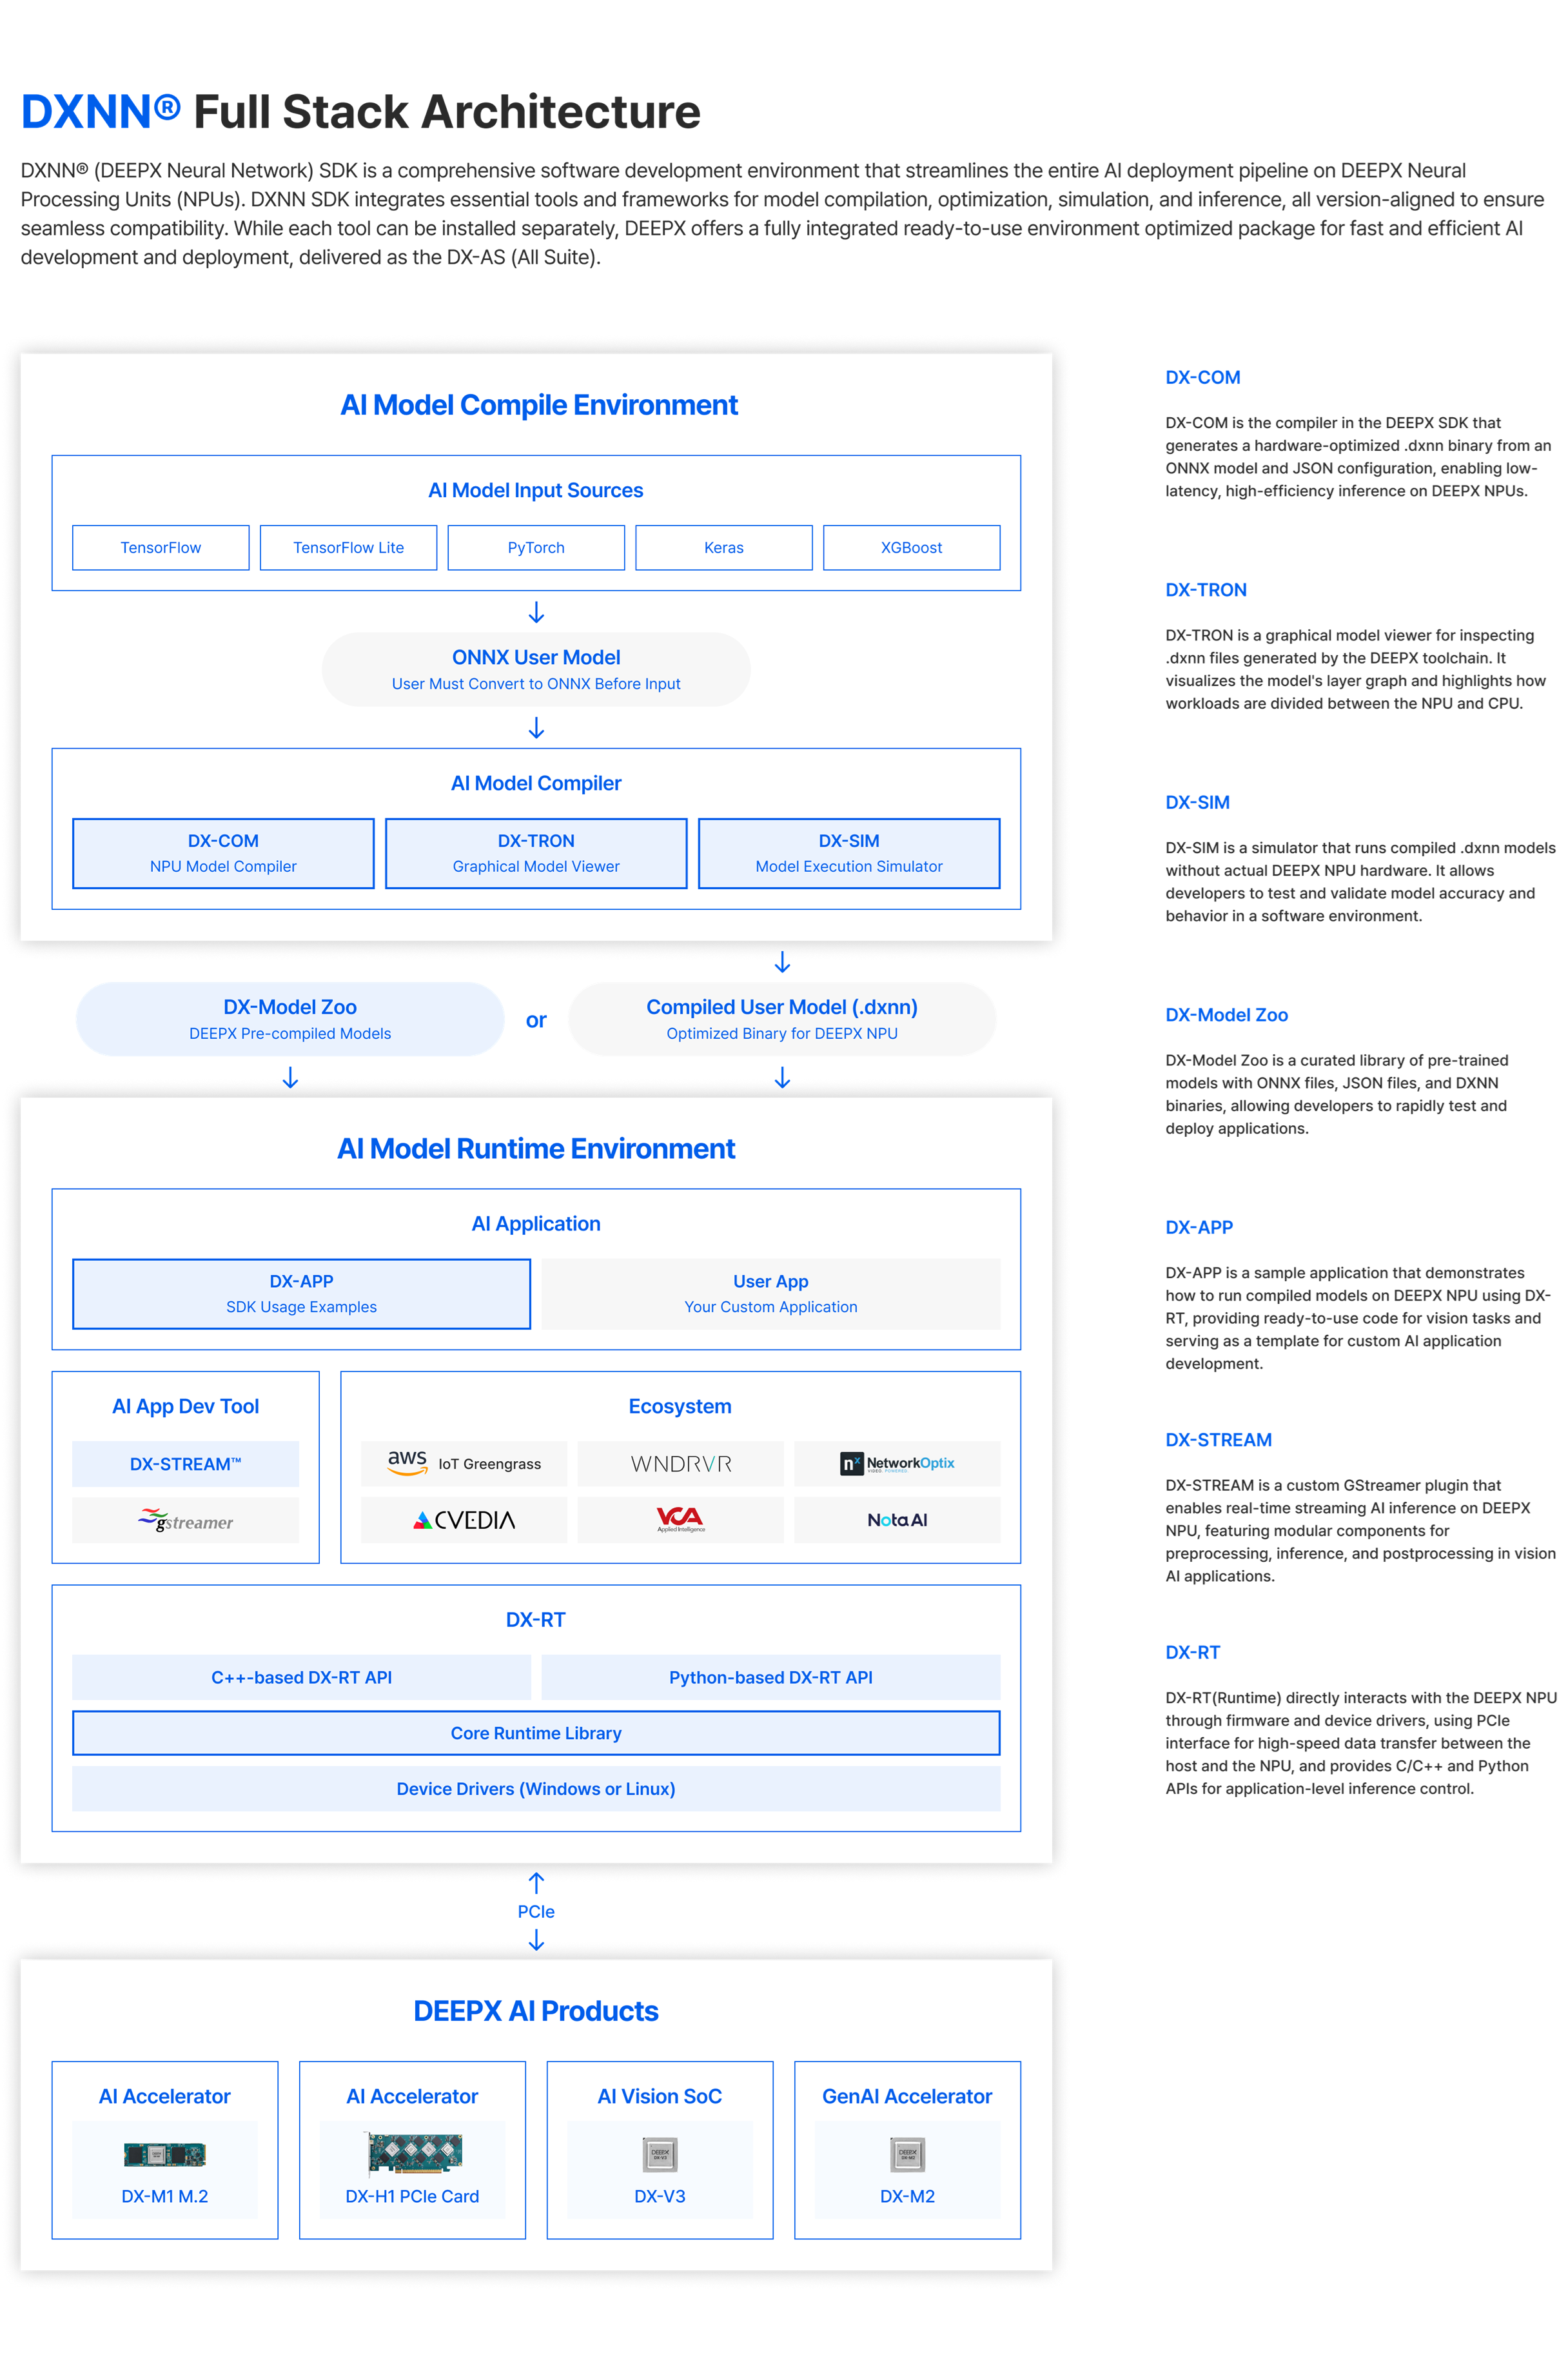 DXNN® Full Stack Architecture
DXNN® (DEEPX Neural Network) SDK is a comprehensive software development environment that streamlines the entire AI deployment pipeline on DEEPX Neural
Processing Units (NPUs). DXNN SDK integrates essential tools and frameworks for model compilation, optimization, simulation, and inference, all version-aligned to ensure
seamless compatibility. While each tool can be installed separately, DEEPX offers a fully integrated ready-to-use environment optimized package for fast and efficient AI
development and deployment, delivered as the DX-AS (All Suite).
AI Model Compile Environment
AI Model Input Sources
TensorFlow
TensorFlow Lite
PyTorch
Keras
XGBoost
ONNX User Model
User Must Convert to ONNX Before Input
AI Model Compiler
DX-COM
NPU Model Compiler
DX-TRON
Graphical Model Viewer
DX-SIM
Model Execution Simulator
DX-Model Zoo
DEEPX Pre-compiled Models
or
Compiled User Model (.dxnn)
Optimized Binary for DEEPX NPU
AI Model Runtime Environment
AI Application
DX-APP
SDK Usage Examples
User App
Your Custom Application
AI App Dev Tool
DX-STREAM™
gstreamer
Ecosystem
aws IoT Greengrass
WNDRVR
nx NetworkOptix
VIDEO. POWERED.
CVEDIA
VCA
Applied Intelligence
Nota AI
DX-RT
C++-based DX-RT API
Python-based DX-RT API
Core Runtime Library
Device Drivers (Windows or Linux)
PCIe
DEEPX AI Products
AI Accelerator
DX-M1 M.2
AI Accelerator
DX-H1 PCIe Card
AI Vision SoC
DEEPX
DX-V3
DX-V3
GenAI Accelerator
DEEPX
DX-M2
DX-M2
DX-COM
DX-COM is the compiler in the DEEPX SDK that
generates a hardware-optimized .dxnn binary from an
ONNX model and JSON configuration, enabling low-
latency, high-efficiency inference on DEEPX NPUs.
DX-TRON
DX-TRON is a graphical model viewer for inspecting
.dxnn files generated by the DEEPX toolchain. It
visualizes the model's layer graph and highlights how
workloads are divided between the NPU and CPU.
DX-SIM
DX-SIM is a simulator that runs compiled .dxnn models
without actual DEEPX NPU hardware. It allows
developers to test and validate model accuracy and
behavior in a software environment.
DX-Model Zoo
DX-Model Zoo is a curated library of pre-trained
models with ONNX files, JSON files, and DXNN
binaries, allowing developers to rapidly test and
deploy applications.
DX-APP
DX-APP is a sample application that demonstrates
how to run compiled models on DEEPX NPU using DX-
RT, providing ready-to-use code for vision tasks and
serving as a template for custom AI application
development.
DX-STREAM
DX-STREAM is a custom GStreamer plugin that
enables real-time streaming AI inference on DEEPX
NPU, featuring modular components for
preprocessing, inference, and postprocessing in vision
AI applications.
DX-RT
DX-RT(Runtime) directly interacts with the DEEPX NPU
through firmware and device drivers, using PCIe
interface for high-speed data transfer between the
host and the NPU, and provides C/C++ and Python
APIs for application-level inference control.